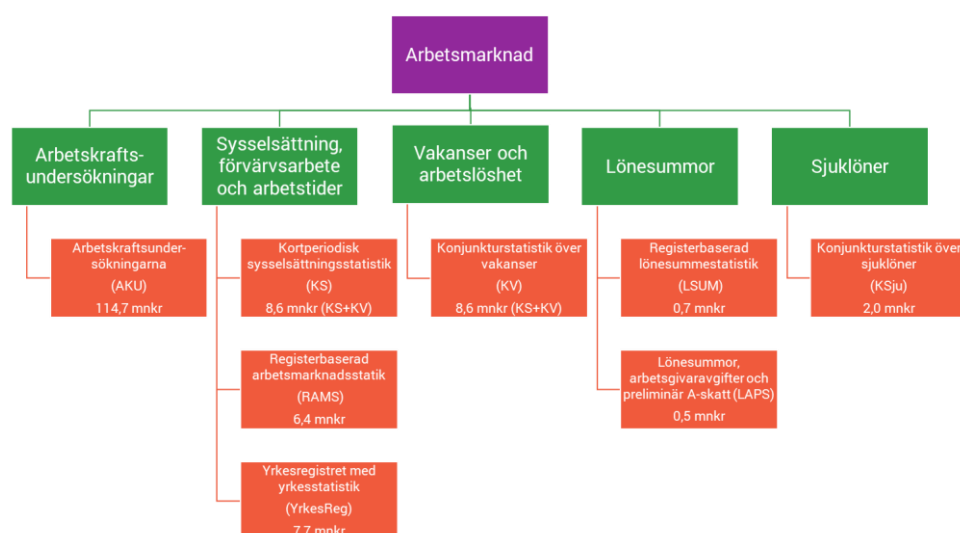 Arbetsmarknad
Arbetskrafts-
undersökningar
Arbetskraftsunder-
sökningarna
(AKU)
114,7 mnkr
Sysselsättning,
förvärvsarbete
och arbetstider
Kortperiodisk
sysselsättningsstatistik
(KS)
8,6 mnkr (KS+KV)
Registerbaserad
arbetsmarknadsstatik
(RAMS)
6,4 mnkr
Yrkesregistret med
yrkesstatistik
(YrkesReg)
7,7 mnkr
Vakanser och
arbetslöshet
Konjunkturstatistik över
vakanser
(KV)
8,6 mnkr (KS+KV)
Lönesummor
Registerbaserad
lönesummestatistik
(LSUM)
0,7 mnkr
Lönesummor,
arbetsgivaravgifter och
preliminär A-skatt (LAPS)
0,5 mnkr
Sjuklöner
Konjunkturstatistik över
sjuklöner
(KSju)
2,0 mnkr